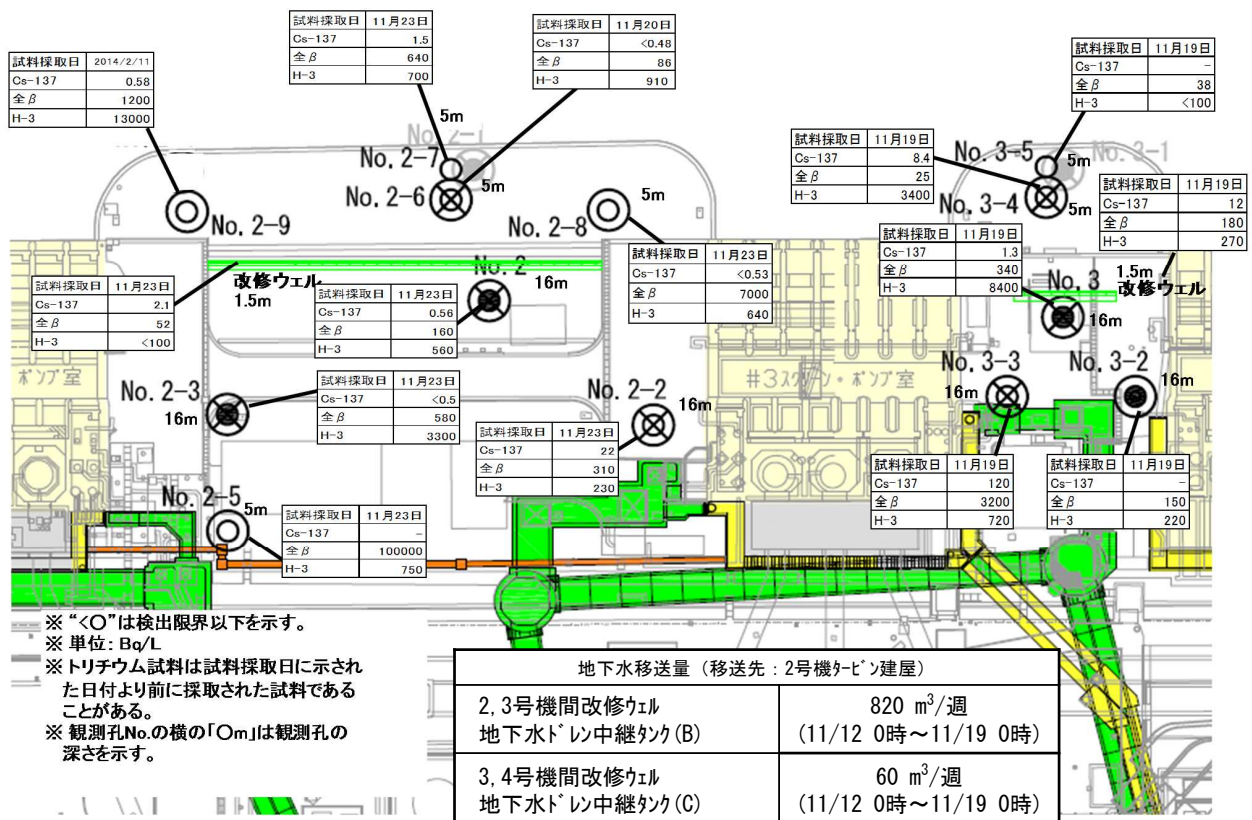 試料採取日 11月23日
Cs-137 1.5
全β 640
H-3 700
試料採取日 11月20日
Cs-137 <0.48
全β 86
H-3 910
試料採取日 2014/2/11
Cs-137 0.58
全β 1200
H-3 13000
試料採取日 11月19日
Cs-137 -
全β 38
H-3 <100
5m
No. 2-1
No. 2-7
No. 2-6
5m
試料採取日 11月19日
Cs-137 8.4
全β 25
H-3 3400
No. 3-5
5m
No. 3-1
No. 3-4
5m
試料採取日 11月19日
Cs-137 12
全β 180
H-3 270
No. 2-9
No. 2-8
5m
試料採取日 11月19日
Cs-137 1.3
全β 340
H-3 8400
試料採取日 11月23日
Cs-137 <0.53
全β 7000
H-3 640
改修ウェル
1.5m
No. 2
16m
1.5m
改修ウェル
No. 3
16m
試料採取日 11月23日
Cs-137 2.1
全β 52
H-3 <100
試料採取日 11月23日
Cs-137 0.56
全β 160
H-3 560
ポンプ室
No. 2-3
16m
試料採取日 11月23日
Cs-137 <0.5
全β 580
H-3 3300
No. 2-2
16m
#3スクリーン・ポンプ室
No. 3-3
16m
No. 3-2
16m
試料採取日 11月23日
Cs-137 22
全β 310
H-3 230
試料採取日 11月19日
Cs-137 120
全β 3200
H-3 720
試料採取日 11月19日
Cs-137 -
全β 150
H-3 220
No. 2-5
5m
試料採取日 11月23日
Cs-137 -
全β 100000
H-3 750
※ “<〇”は検出限界以下を示す。
※ 単位: Bq/L
※ トリチウム試料は試料採取日に示され
た日付より前に採取された試料である
ことがある。
※ 観測孔No.の横の「〇m」は観測孔の
深さを示す。
地下水移送量 (移送先：2号機タービン建屋)
2,3号機間改修ウェル 820 m³/週
地下水ドレン中継タンク(B) (11/12 0時～11/19 0時)
3,4号機間改修ウェル 60 m³/週
地下水ドレン中継タンク(C) (11/12 0時～11/19 0時)